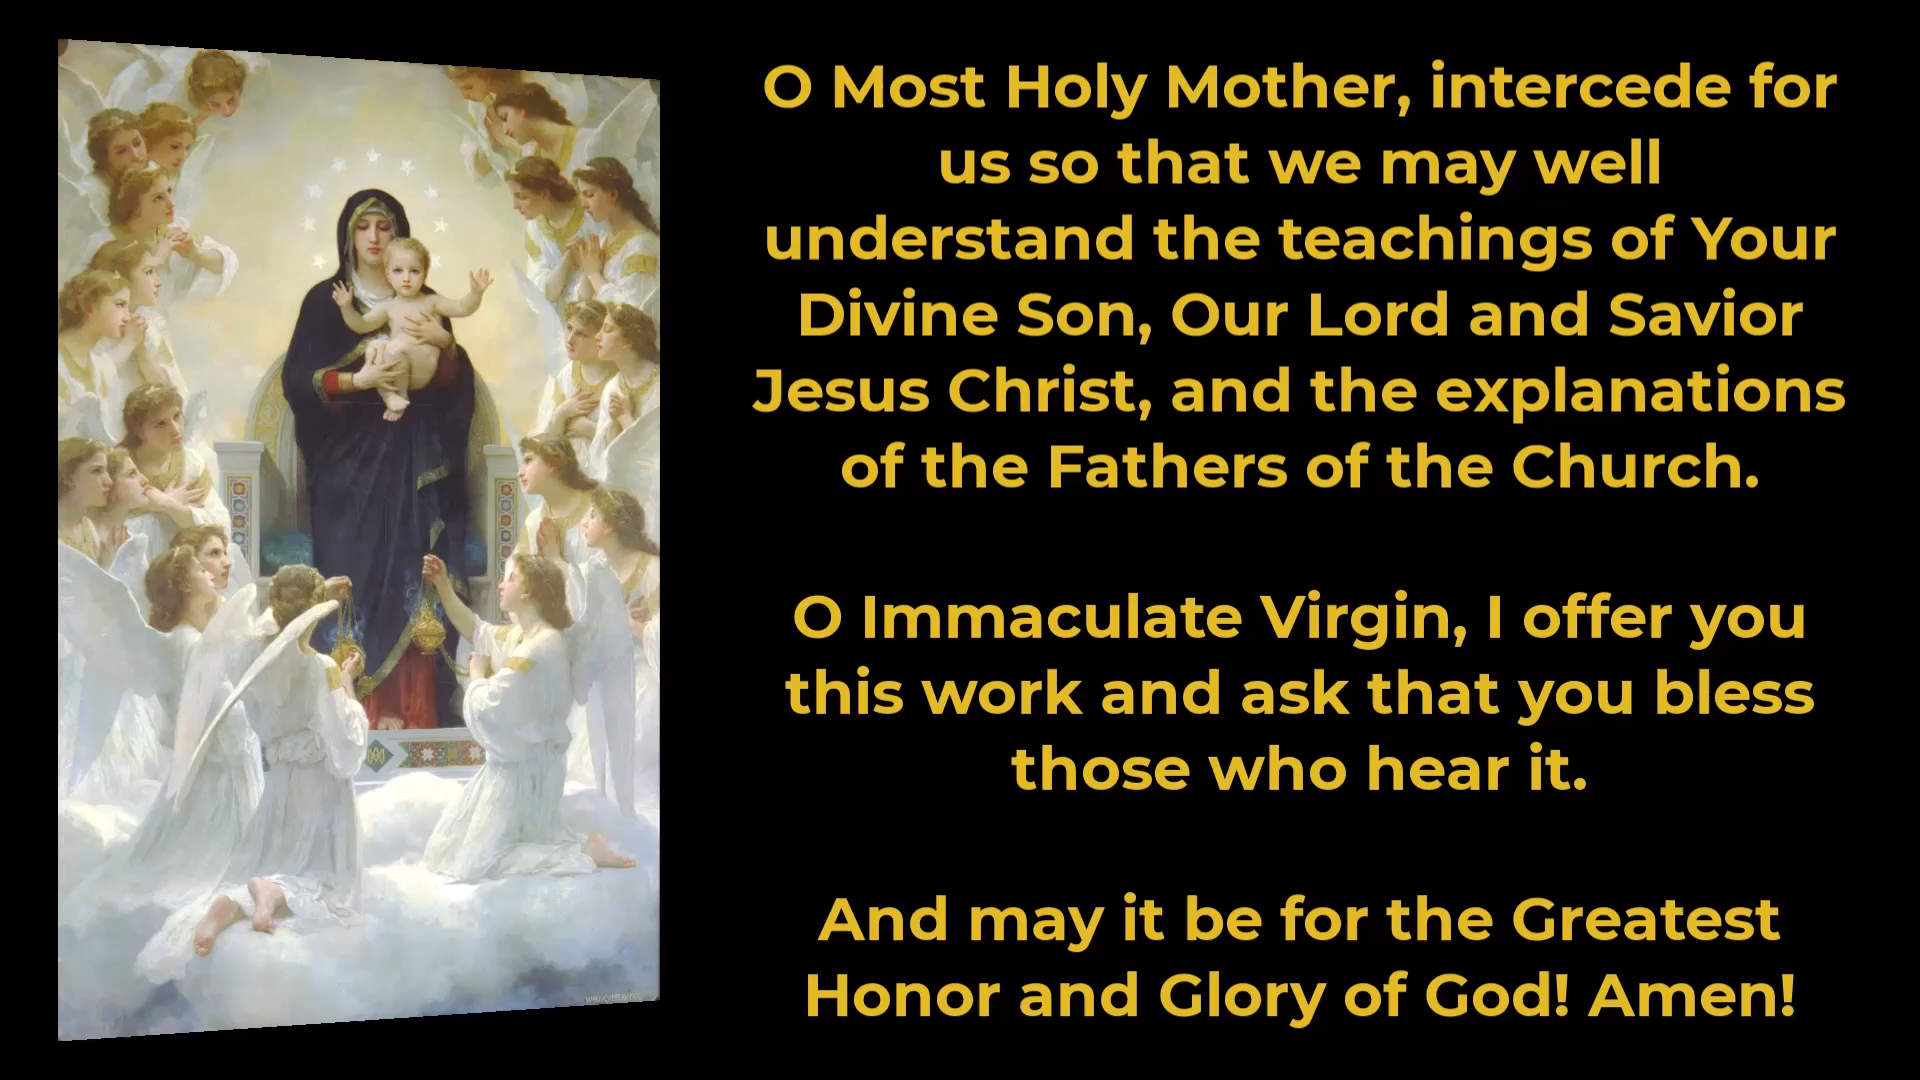 O Most Holy Mother, intercede for
us so that we may well
understand the teachings of Your
Divine Son, Our Lord and Savior
Jesus Christ, and the explanations
of the Fathers of the Church.
O Immaculate Virgin, I offer you
this work and ask that you bless
those who hear it.
And may it be for the Greatest
Honor and Glory of God! Amen!